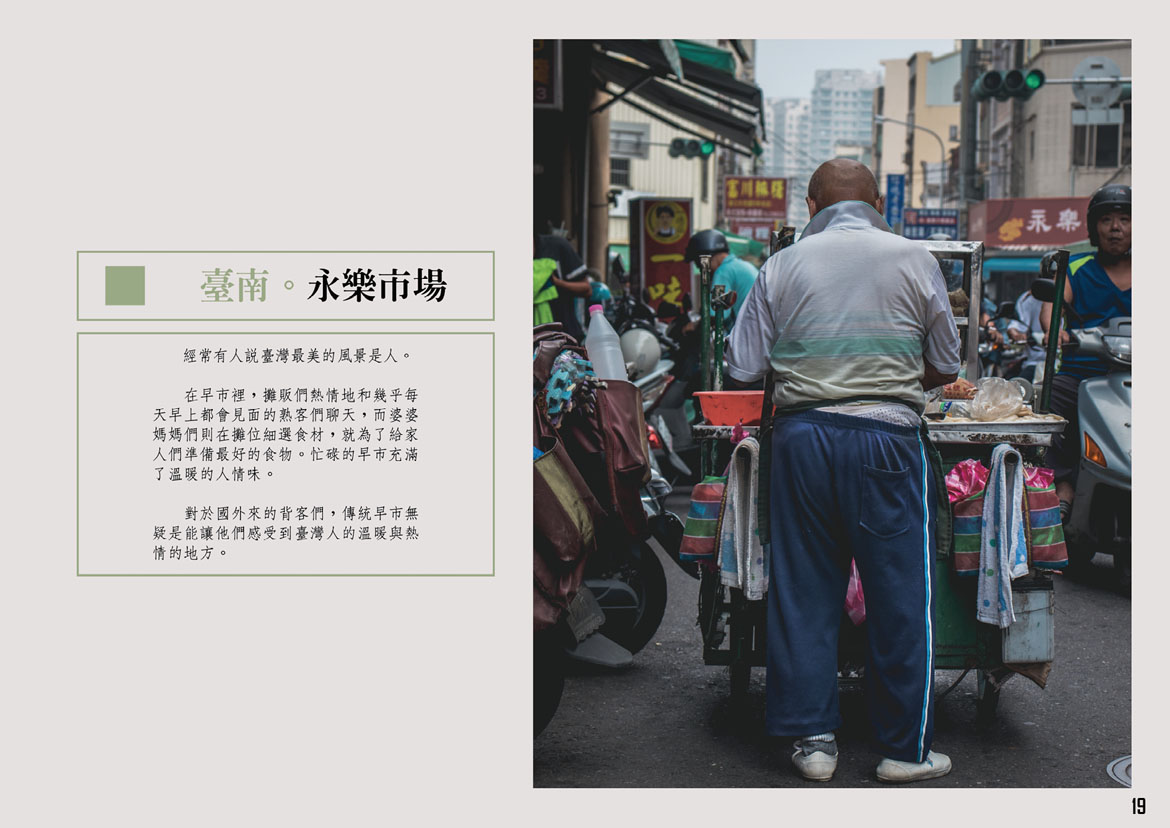 臺南。永樂市場
經常有人說臺灣最美的風景是人。
在早市裡，攤販們熱情地和幾乎每
天早上都會見面的熟客們聊天，而婆婆
媽媽們則在攤位細選食材，就為了給家
人們準備最好的食物。忙碌的早市充滿
了溫暖的人情味。
對於國外來的背客們，傳統早市無
疑是能讓他們感受到臺灣人的溫暖與熱
情的地方。
富川
一味
永樂
19